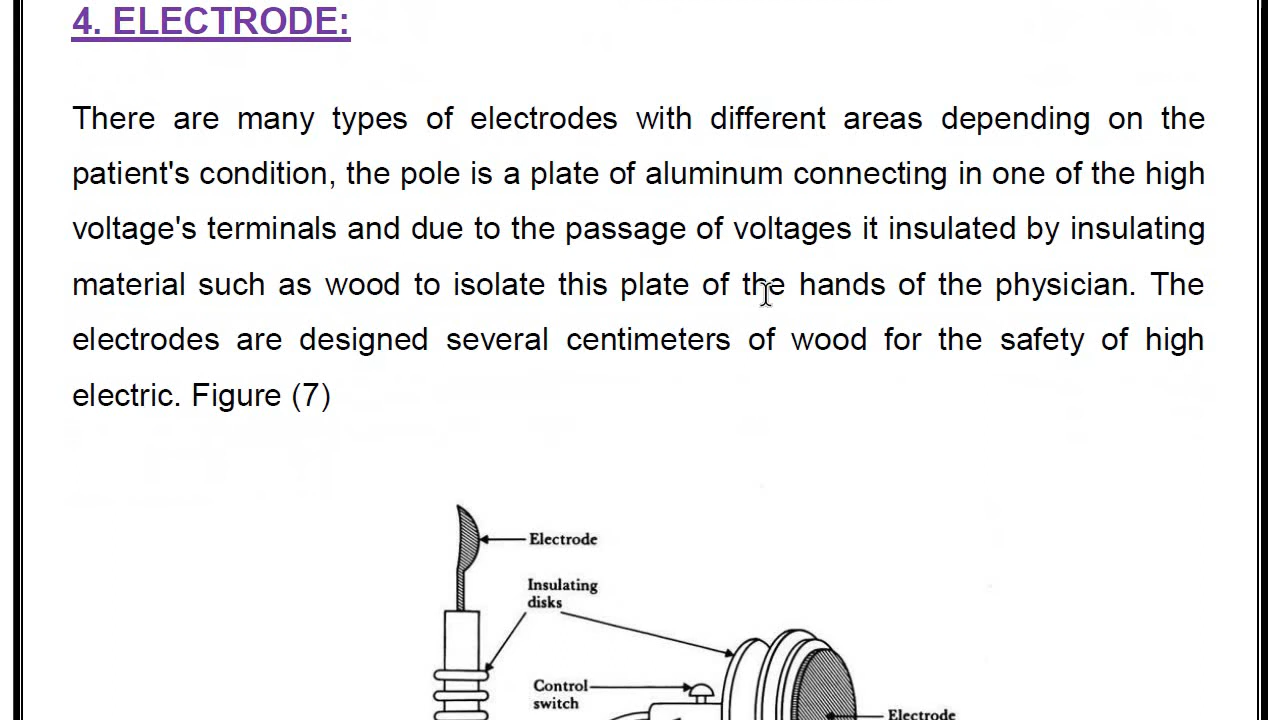 4. ELECTRODE:
There are many types of electrodes with different areas depending on the
patient's condition, the pole is a plate of aluminum connecting in one of the high
voltage's terminals and due to the passage of voltages it insulated by insulating
material such as wood to isolate this plate of the hands of the physician. The
electrodes are designed several centimeters of wood for the safety of high
electric. Figure (7)
Electrode
Insulating
disks
Control
switch
Electrode